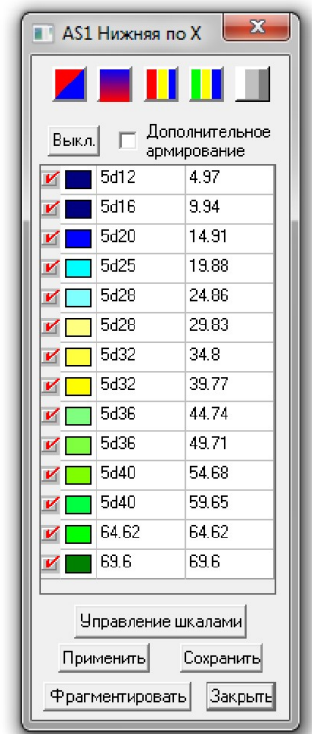 AS1 Нижняя по X
Выкл. Дополнительное
армирование
5d12 4.97
5d16 9.94
5d20 14.91
5d25 19.88
5d28 24.86
5d28 29.83
5d32 34.8
5d32 39.77
5d36 44.74
5d36 49.71
5d40 54.68
5d40 59.65
64.62 64.62
69.6 69.6
Управление шкалами
Применить Сохранить
Фрагментировать Закрыть